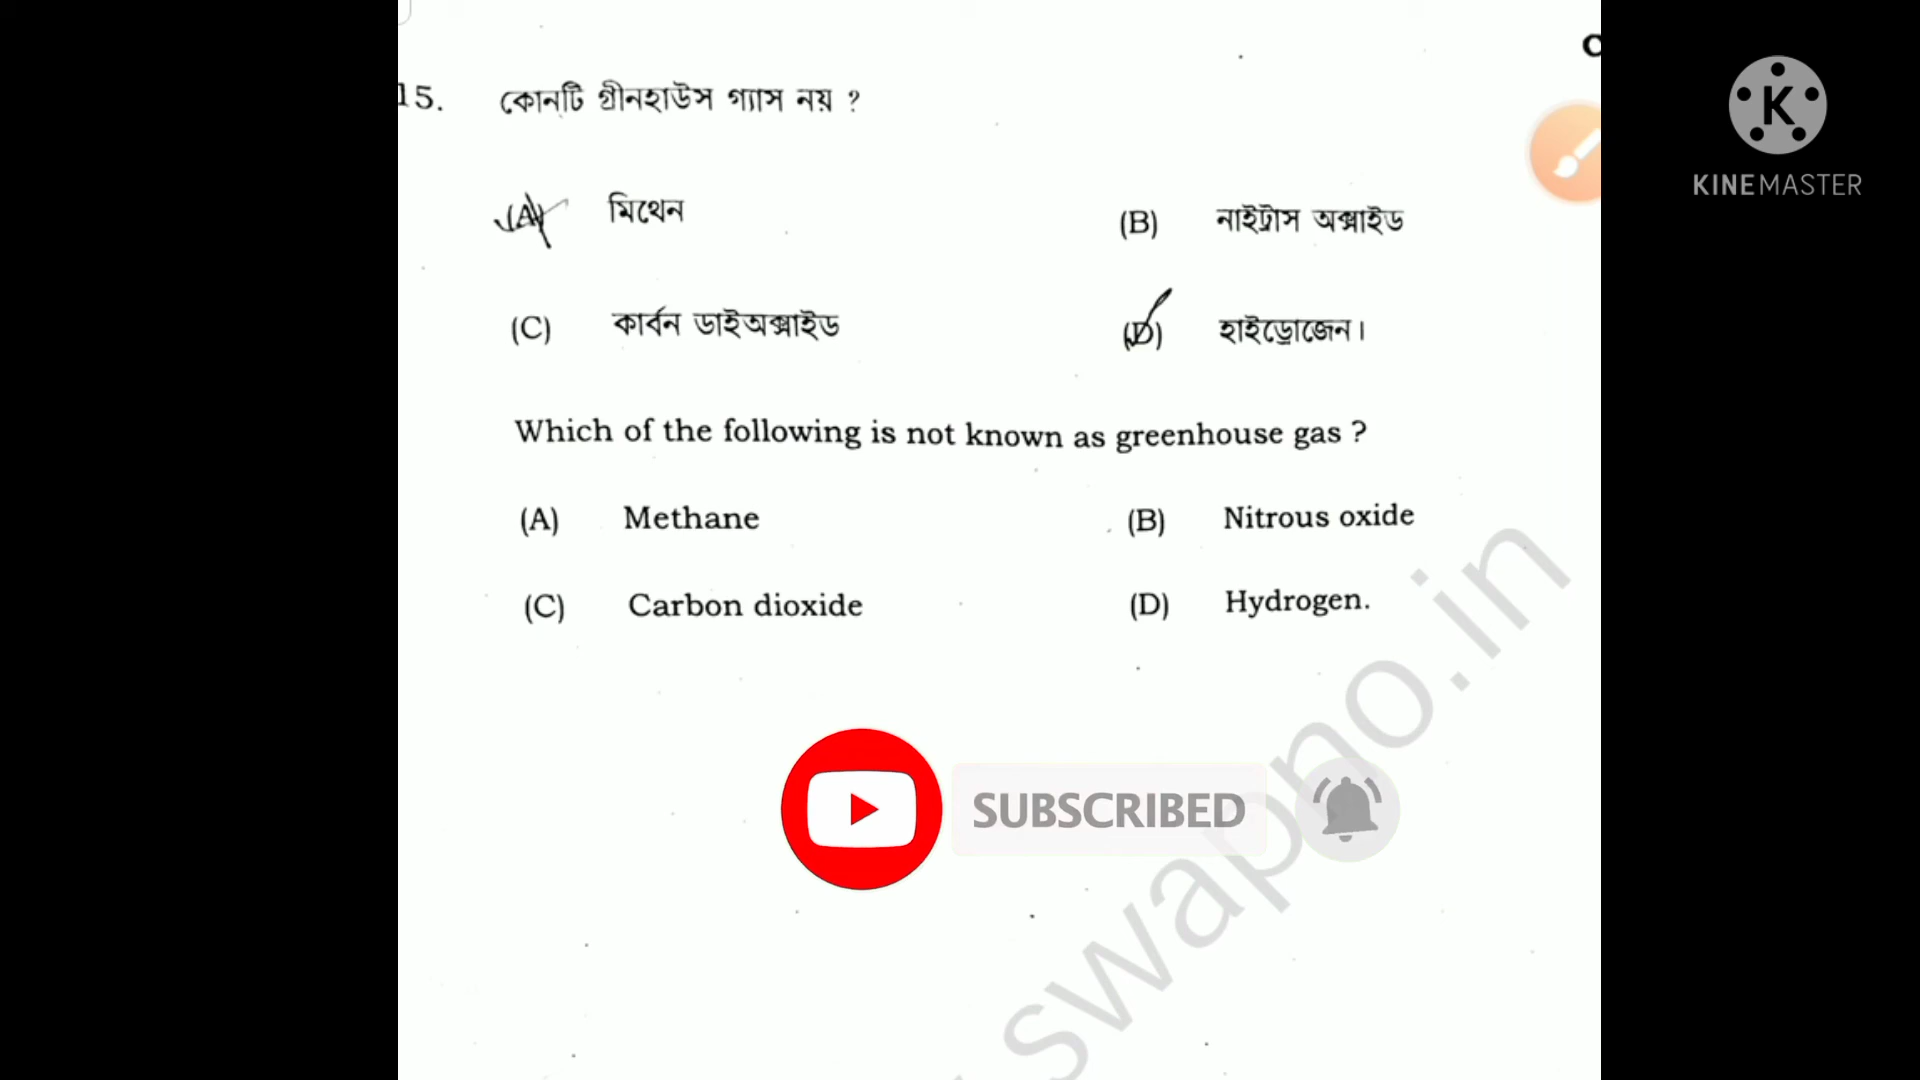 15. কোনটি গ্রীনহাউস গ্যাস নয় ?
(A) মিথেন
(B) নাইট্রাস অক্সাইড
(C) কার্বন ডাইঅক্সাইড
(D) হাইড্রোজেন।
Which of the following is not known as greenhouse gas ?
(A) Methane
(B) Nitrous oxide
(C) Carbon dioxide
(D) Hydrogen.
SUBSCRIBED
swapno.in
K
KINEMASTER